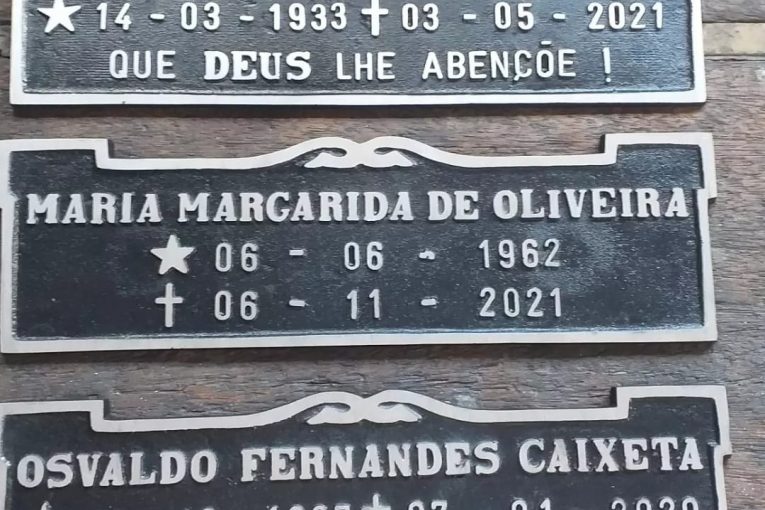 ★ 14 - 03 - 1933 ✝ 03 - 05 - 2021
QUE DEUS LHE ABENÇÕE !
MARIA MARGARIDA DE OLIVEIRA
★ 06 - 06 - 1962
✝ 06 - 11 - 2021
OSVALDO FERNANDES CAIXETA